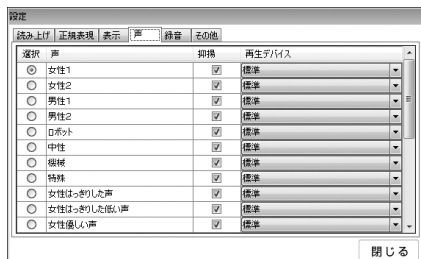 設定
読み上げ 正規表現 表示 声 録音 その他
選択 声 抑揚 再生デバイス
女性1 標準
女性2 標準
男性1 標準
男性2 標準
ロボット 標準
中性 標準
機械 標準
特殊 標準
女性はっきりした声 標準
女性はっきりした低い声 標準
女性優しい声 標準
閉じる